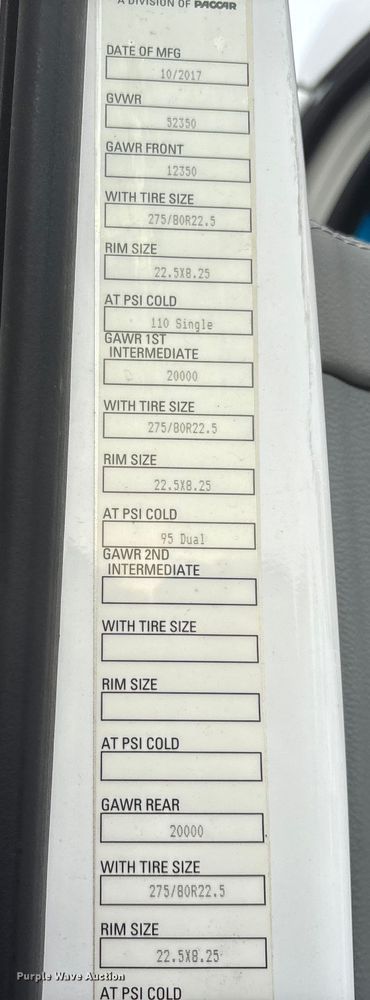 A DIVISION OF PACCAR
DATE OF MFG
10/2017
GVWR
52350
GAWR FRONT
12350
WITH TIRE SIZE
275/80R22.5
RIM SIZE
22.5X8.25
AT PSI COLD
110 Single
GAWR 1ST
INTERMEDIATE
20000
WITH TIRE SIZE
275/80R22.5
RIM SIZE
22.5X8.25
AT PSI COLD
95 Dual
GAWR 2ND
INTERMEDIATE
WITH TIRE SIZE
RIM SIZE
AT PSI COLD
GAWR REAR
20000
WITH TIRE SIZE
275/80R22.5
RIM SIZE
22.5X8.25
Purple Wave Auction
AT PSI COLD